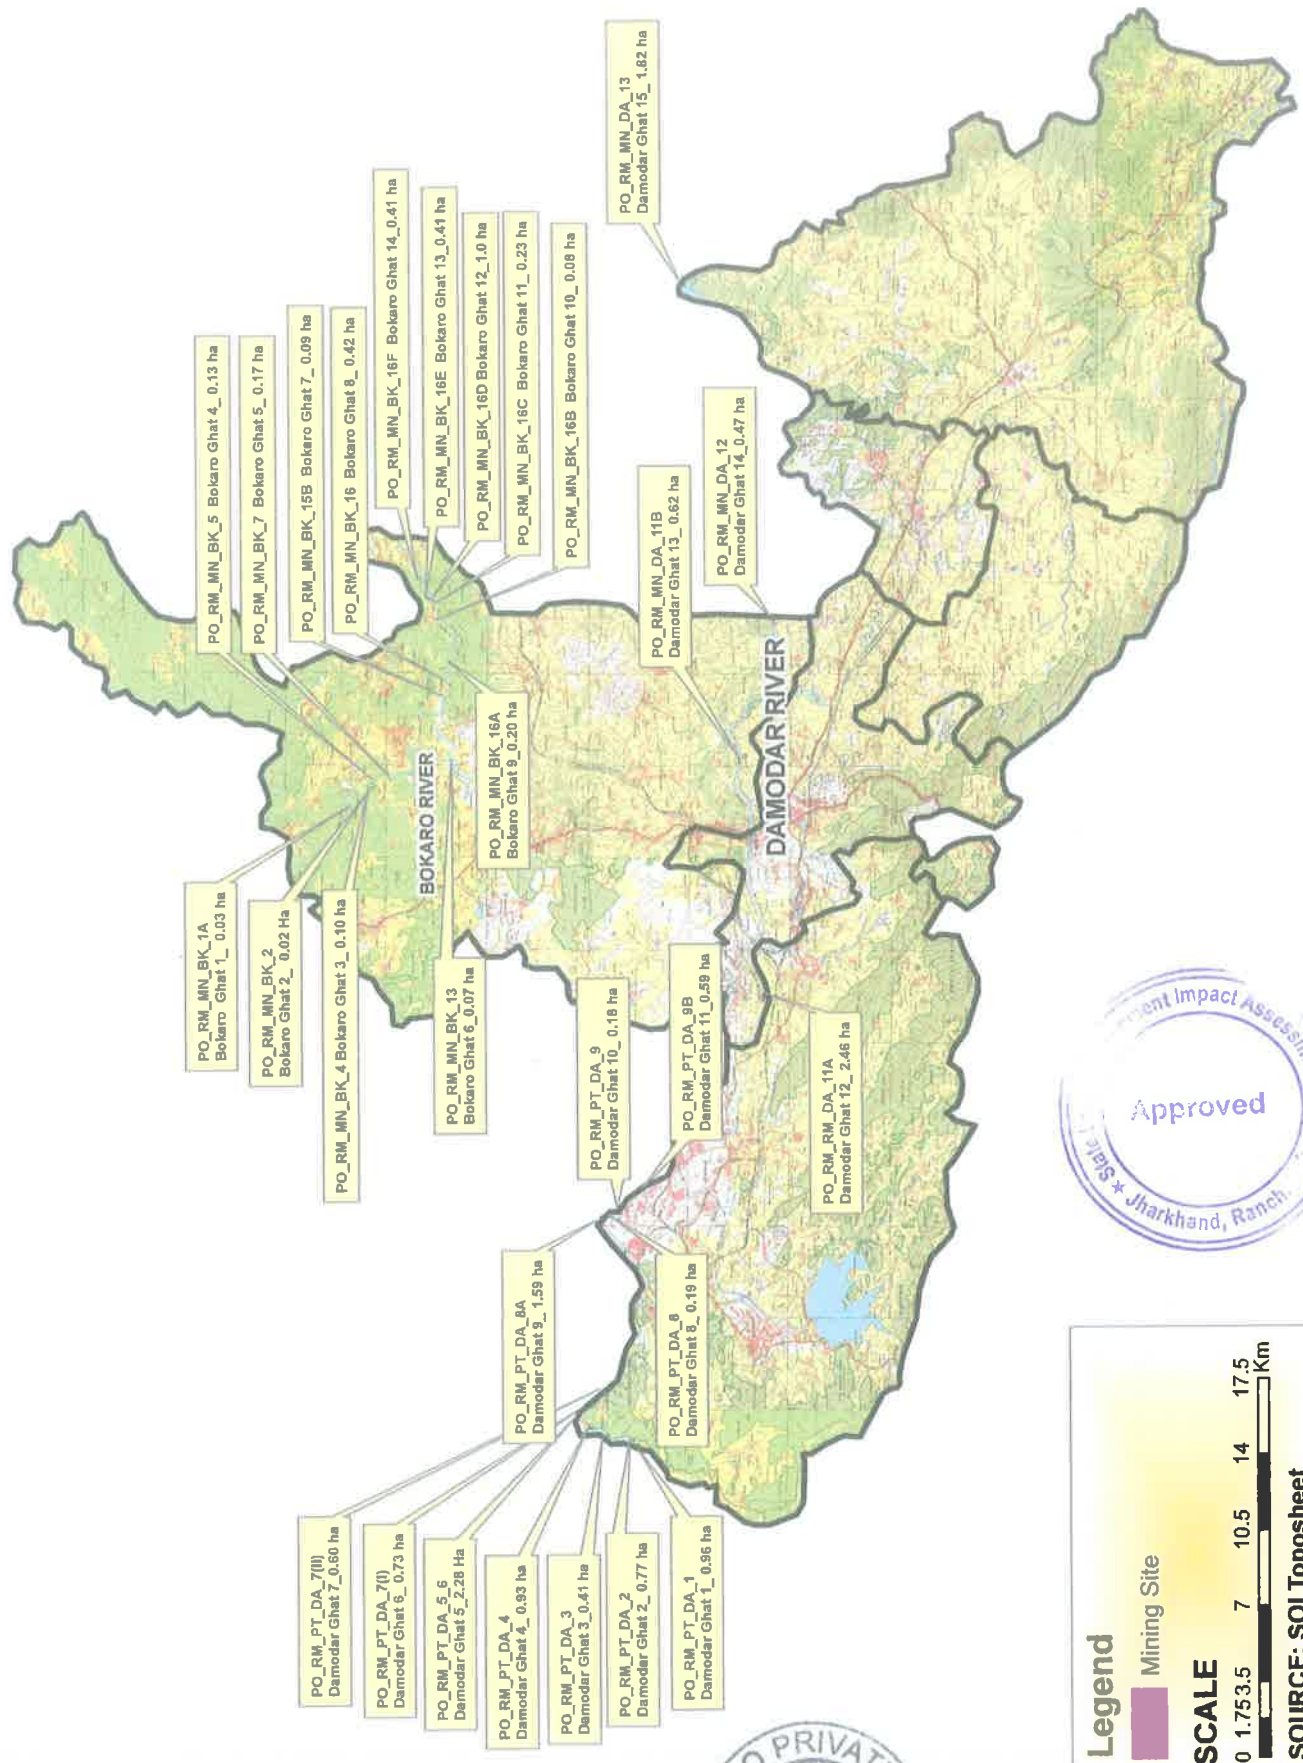 PO_RM_PT_DA_7(II)
Damodar Ghat 7_0.60 ha
PO_RM_PT_DA_7(I)
Damodar Ghat 6_ 0.73 ha
PO_RM_PT_DA_5_6
Damodar Ghat 5_2.28 Ha
PO_RM_PT_DA_4
Damodar Ghat 4_ 0.93 ha
PO_RM_PT_DA_3
Damodar Ghat 3_0.41 ha
PO_RM_PT_DA_2
Damodar Ghat 2_ 0.77 ha
PO_RM_PT_DA_1
Damodar Ghat 1_ 0.96 ha
PO_RM_PT_DA_8A
Damodar Ghat 9_ 1.59 ha
PO_RM_PT_DA_8
Damodar Ghat 8_ 0.19 ha
PO_RM_PT_DA_9
Damodar Ghat 10_ 0.18 ha
PO_RM_PT_DA_9B
Damodar Ghat 11_0.59 ha
PO_RM_RM_DA_11A
Damodar Ghat 12_ 2.46 ha
PO_RM_MN_BK_1A
Bokaro Ghat 1_ 0.03 ha
PO_RM_MN_BK_2
Bokaro Ghat 2_ 0.02 Ha
PO_RM_MN_BK_4 Bokaro Ghat 3_ 0.10 ha
PO_RM_MN_BK_13
Bokaro Ghat 6_0.07 ha
BOKARO RIVER
PO_RM_MN_BK_16A
Bokaro Ghat 9_0.20 ha
PO_RM_MN_BK_5 Bokaro Ghat 4_ 0.13 ha
PO_RM_MN_BK_7 Bokaro Ghat 5_ 0.17 ha
PO_RM_MN_BK_15B Bokaro Ghat 7_ 0.09 ha
PO_RM_MN_BK_16 Bokaro Ghat 8_ 0.42 ha
PO_RM_MN_BK_16F Bokaro Ghat 14_0.41 ha
PO_RM_MN_BK_16E Bokaro Ghat 13_0.41 ha
PO_RM_MN_BK_16D Bokaro Ghat 12_1.0 ha
PO_RM_MN_BK_16C Bokaro Ghat 11_ 0.23 ha
PO_RM_MN_BK_16B Bokaro Ghat 10_ 0.08 ha
PO_RM_MN_DA_11B
Damodar Ghat 13_ 0.62 ha
PO_RM_MN_DA_12
Damodar Ghat 14_0.47 ha
PO_RM_MN_DA_13
Damodar Ghat 15_ 1.82 ha
DAMODAR RIVER
Legend
Mining Site
SCALE
0 1.75 3.5 7 10.5 14 17.5
Km
SOURCE: SOI Toposheet
Approved
Impact
★ Jharkhand, Ranchi
State